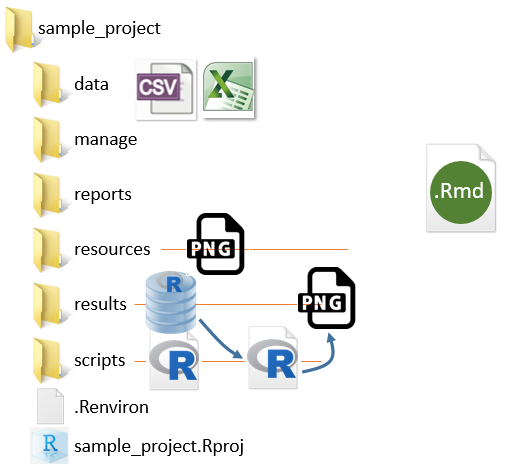 sample_project
data
CSV
X
manage
.Rmd
reports
resources
PNG
results
R
PNG
scripts
R
R
.Renviron
R
sample_project.Rproj